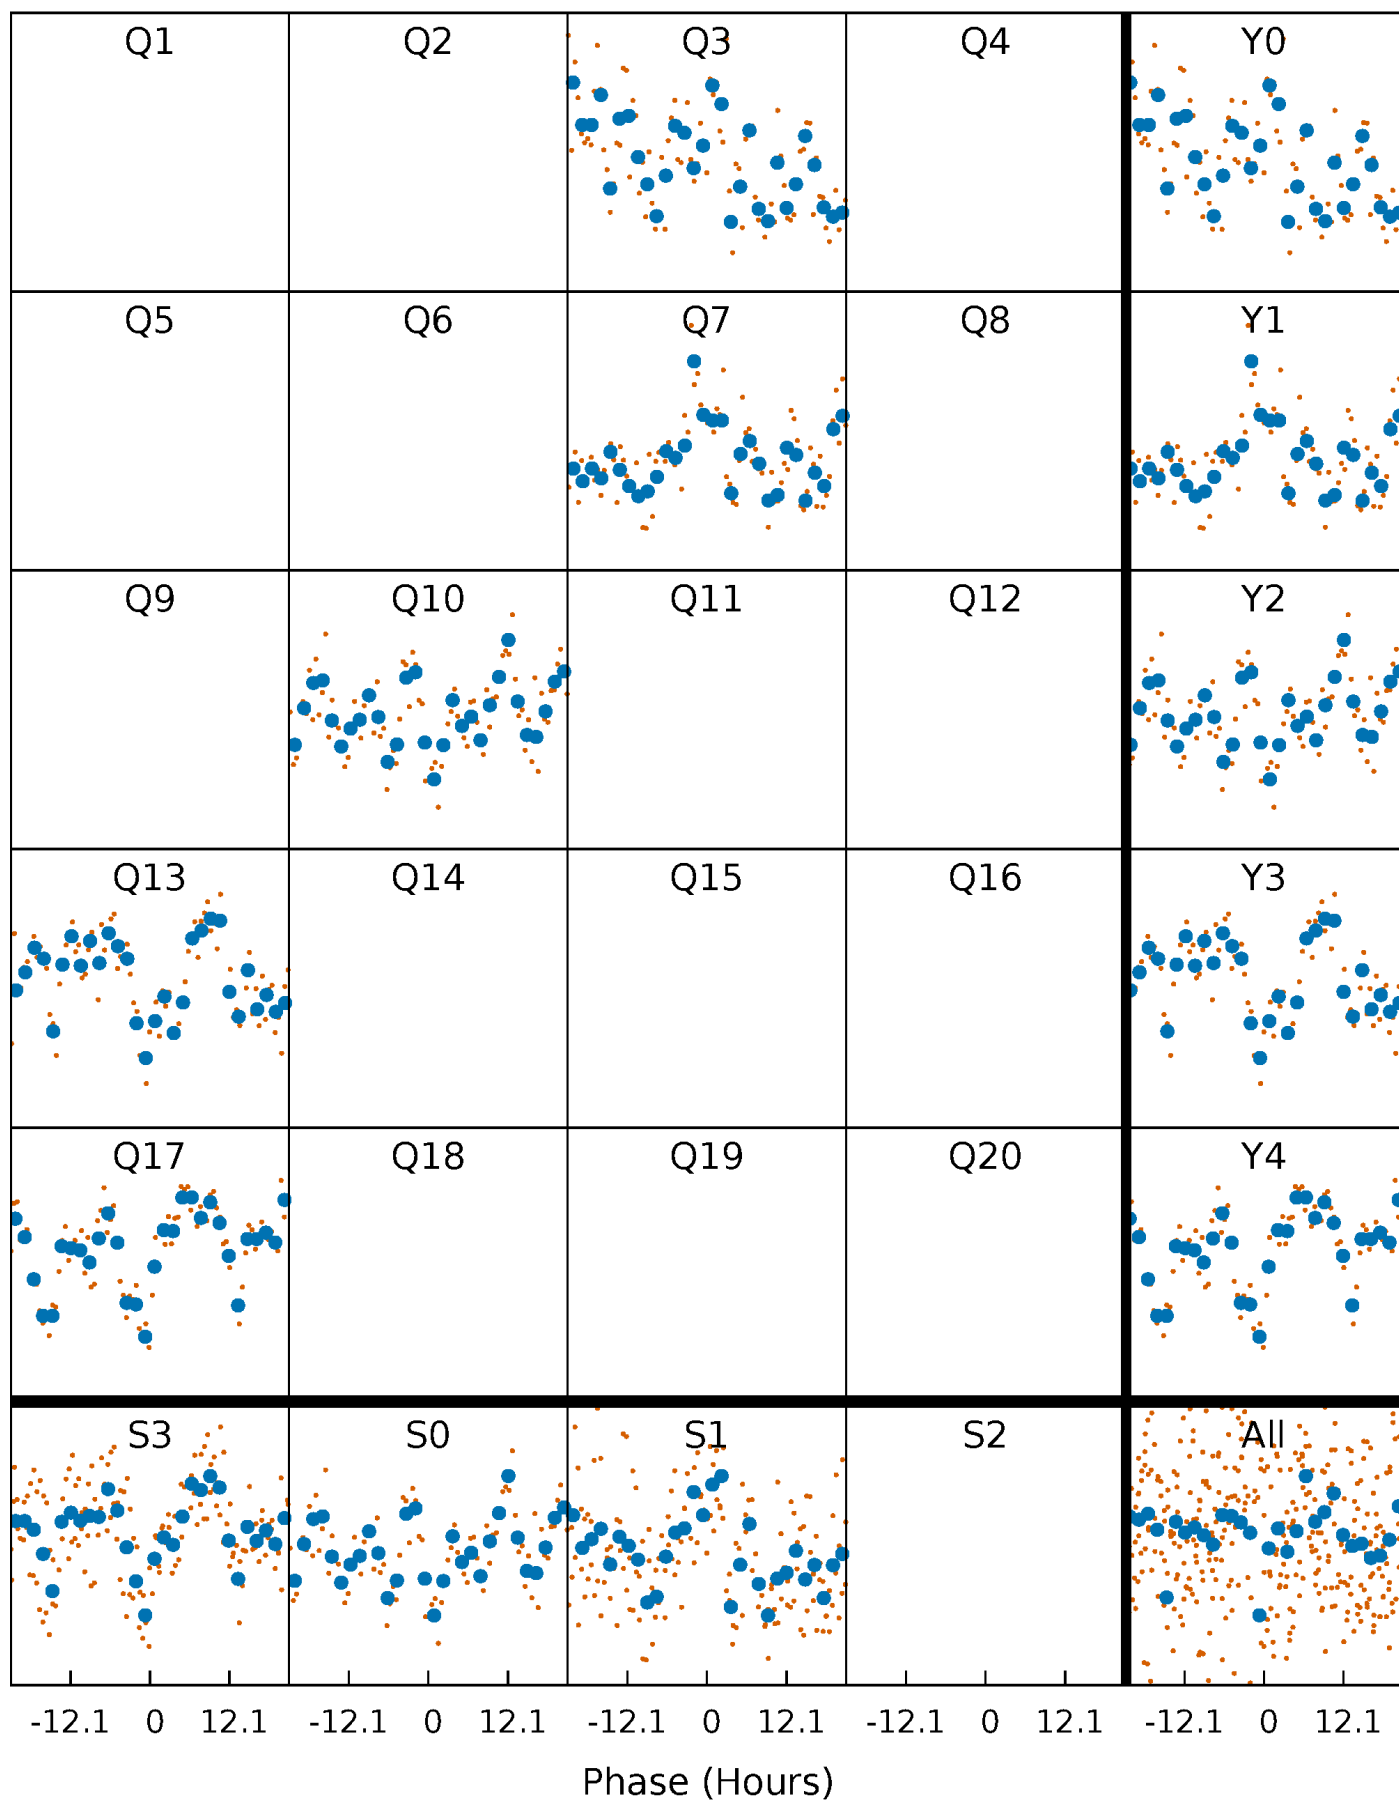 Q1 Q2 Q3 Q4 Y0
Q5 Q6 Q7 Q8 Y1
Q9 Q10 Q11 Q12 Y2
Q13 Q14 Q15 Q16 Y3
Q17 Q18 Q19 Q20 Y4
S3 S0 S1 S2 All
-12.1 0 12.1 -12.1 0 12.1 -12.1 0 12.1 -12.1 0 12.1 -12.1 0 12.1
Phase (Hours)